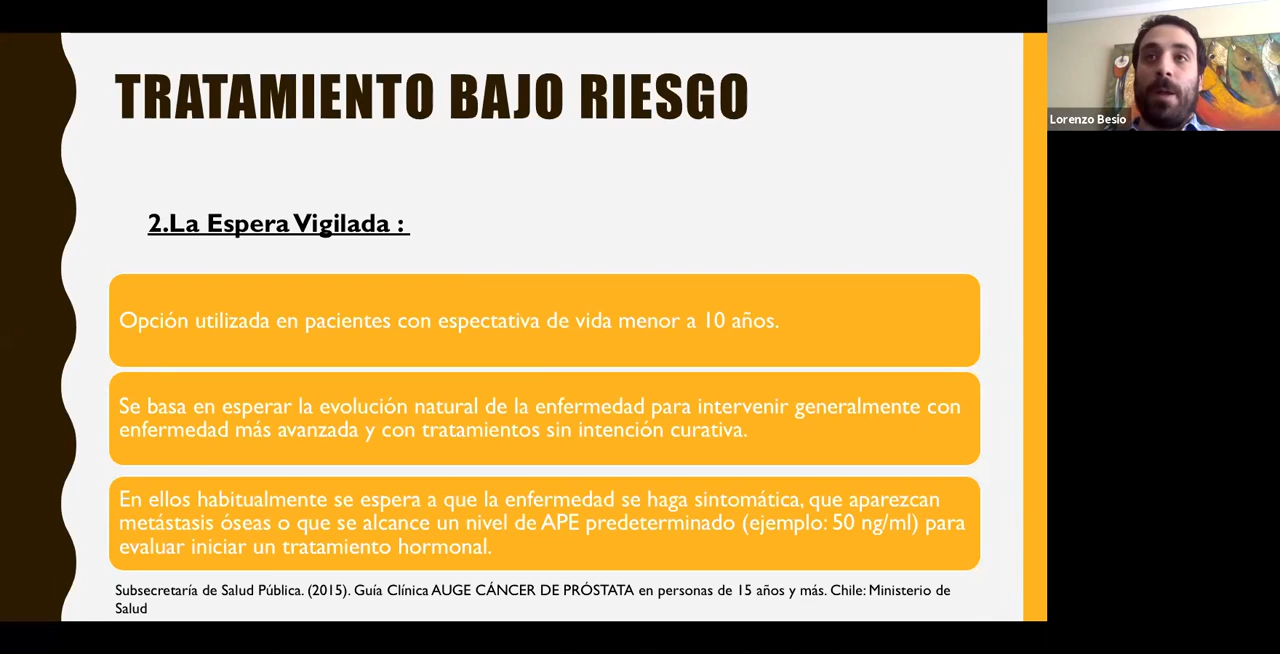 TRATAMIENTO BAJO RIESGO
Lorenzo Besio
2.La Espera Vigilada :
Opción utilizada en pacientes con espectativa de vida menor a 10 años.
Se basa en esperar la evolución natural de la enfermedad para intervenir generalmente con
enfermedad más avanzada y con tratamientos sin intención curativa.
En ellos habitualmente se espera a que la enfermedad se haga sintomática, que aparezcan
metástasis óseas o que se alcance un nivel de APE predeterminado (ejemplo: 50 ng/ml) para
evaluar iniciar un tratamiento hormonal.
Subsecretaría de Salud Pública. (2015). Guía Clínica AUGE CÁNCER DE PRÓSTATA en personas de 15 años y más. Chile: Ministerio de
Salud